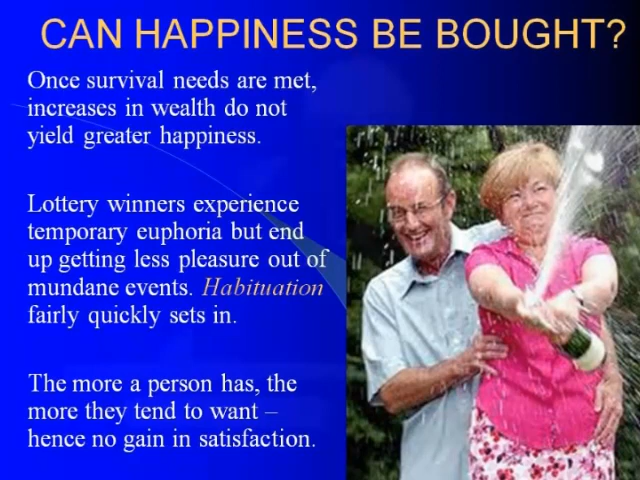 CAN HAPPINESS BE BOUGHT?
Once survival needs are met,
increases in wealth do not
yield greater happiness.
Lottery winners experience
temporary euphoria but end
up getting less pleasure out of
mundane events. Habituation
fairly quickly sets in.
The more a person has, the
more they tend to want –
hence no gain in satisfaction.